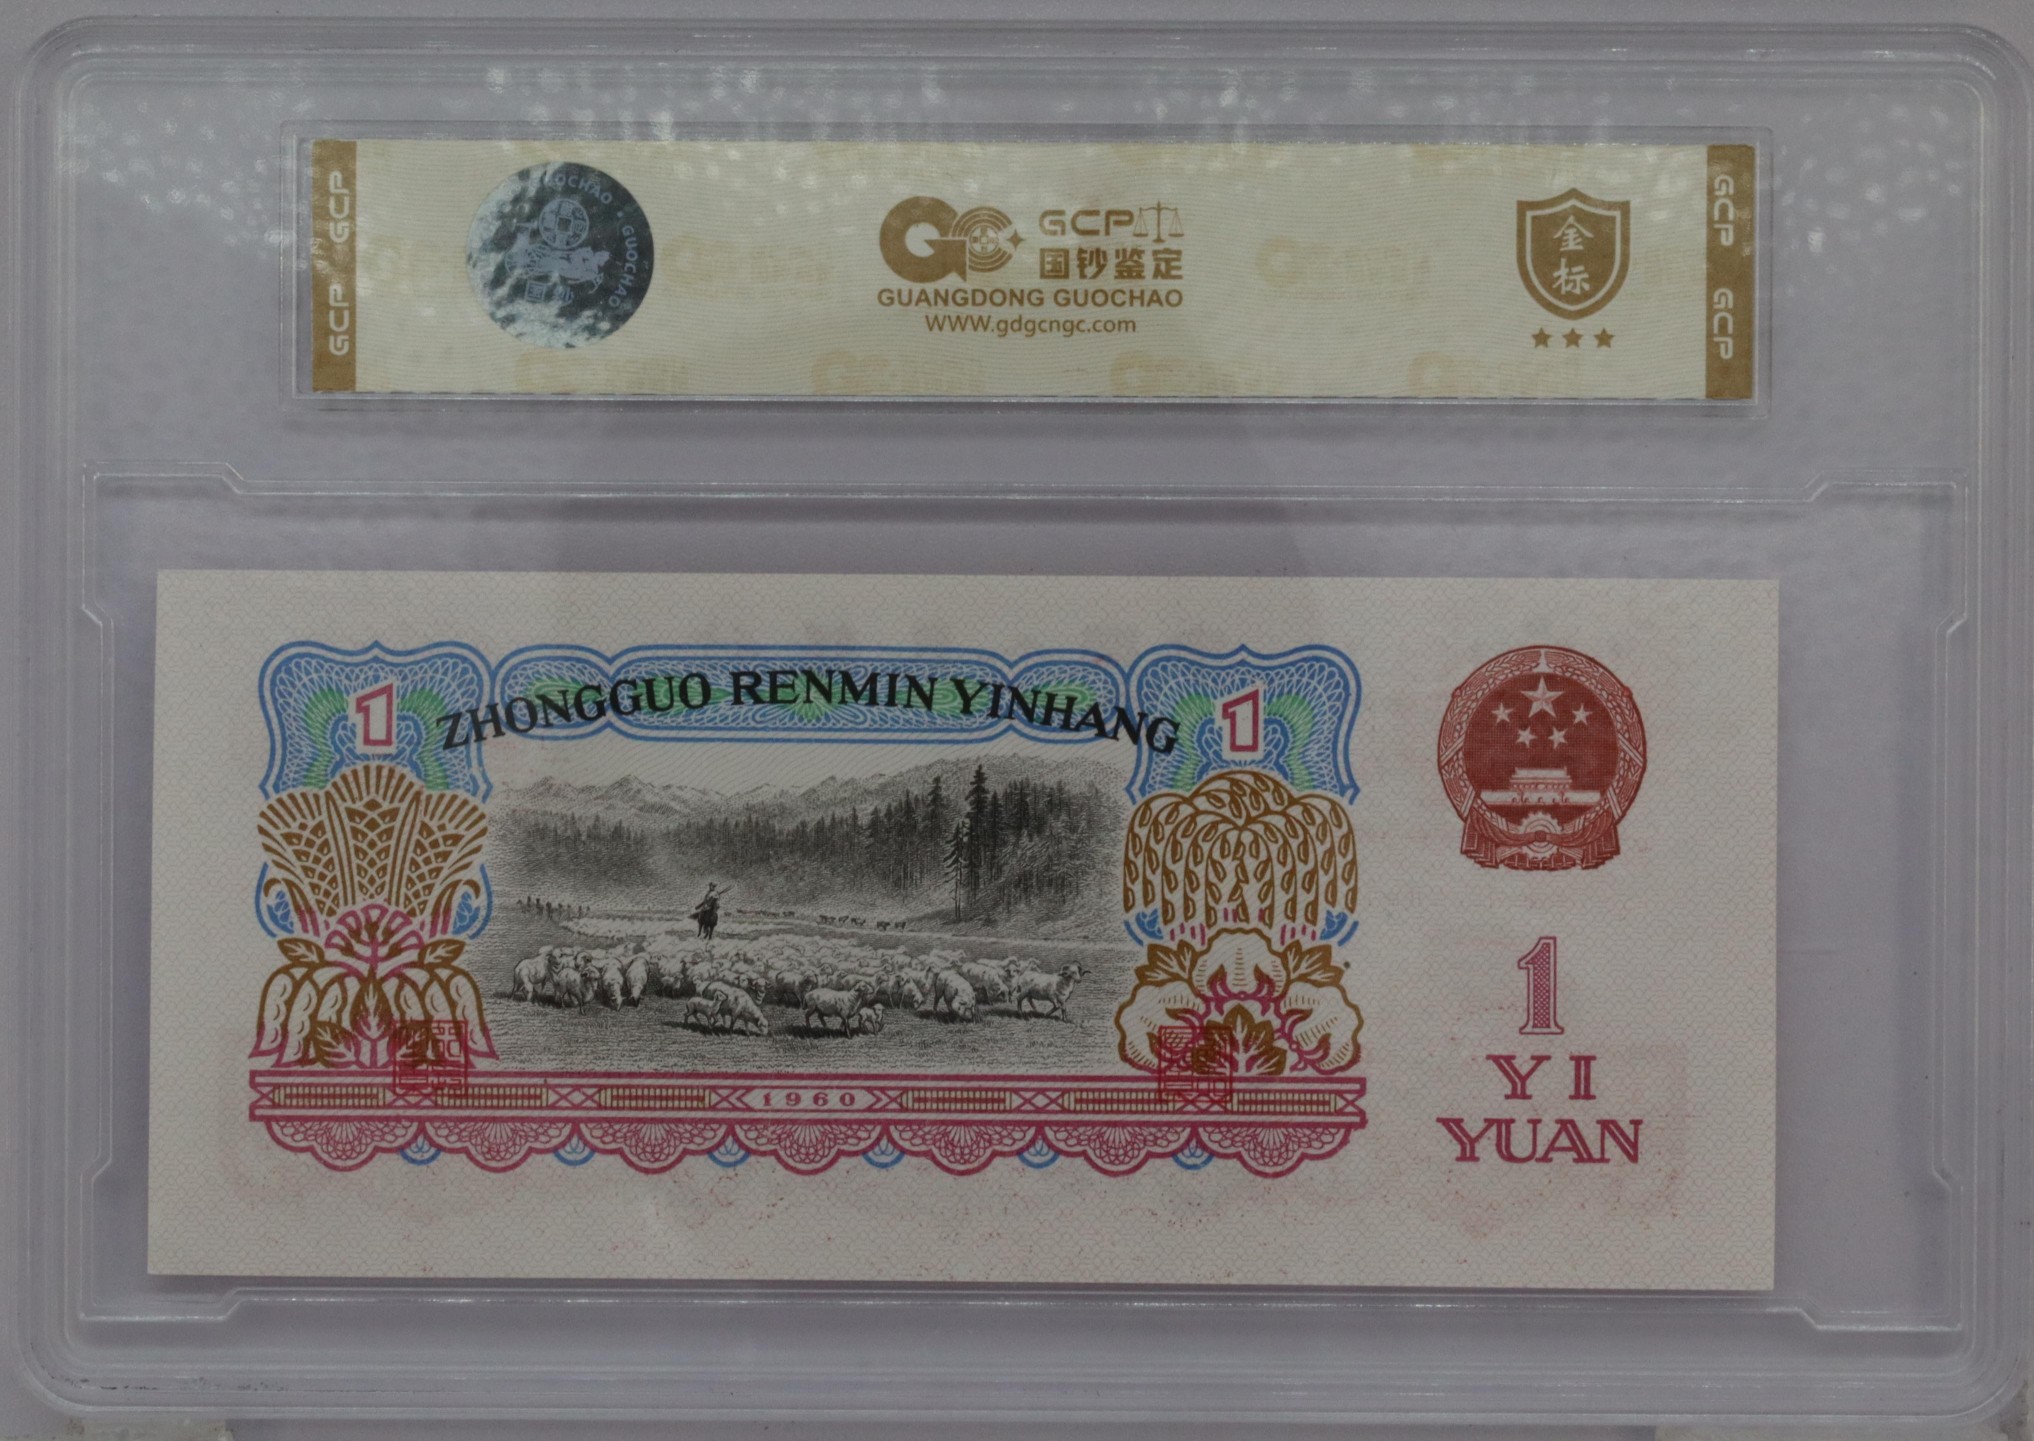 GCP GCP
GUOCHAO • GUOCHAO
GC GCP
国钞鉴定
GUANGDONG GUOCHAO
WWW.gdgcngc.com
金标
GCP GCP
1
ZHONGGUO RENMIN YINHANG
1
1960
1
YI
YUAN